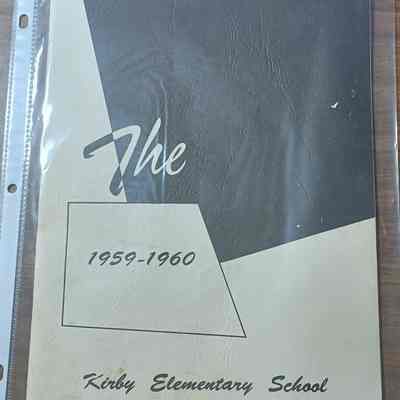 The
1959-1960
Kirby Elementary School